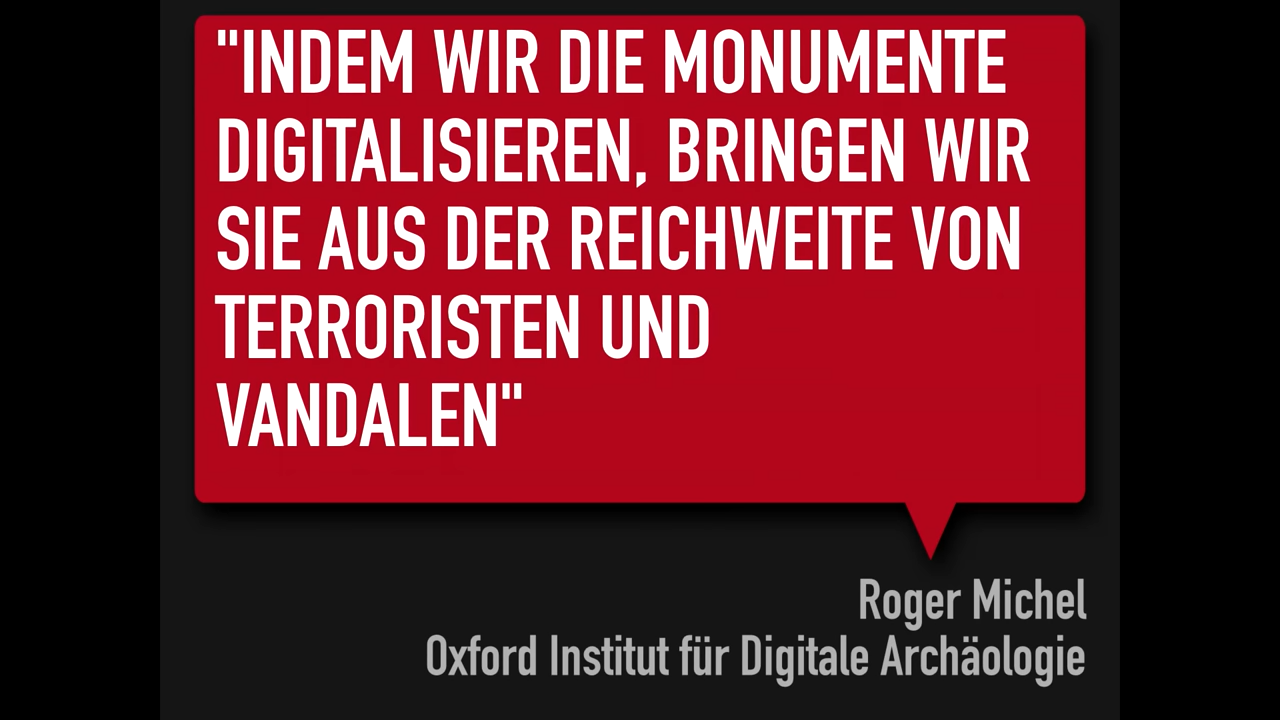 "INDEM WIR DIE MONUMENTE
DIGITALISIEREN, BRINGEN WIR
SIE AUS DER REICHWEITE VON
TERRORISTEN UND
VANDALEN"
Roger Michel
Oxford Institut für Digitale Archäologie